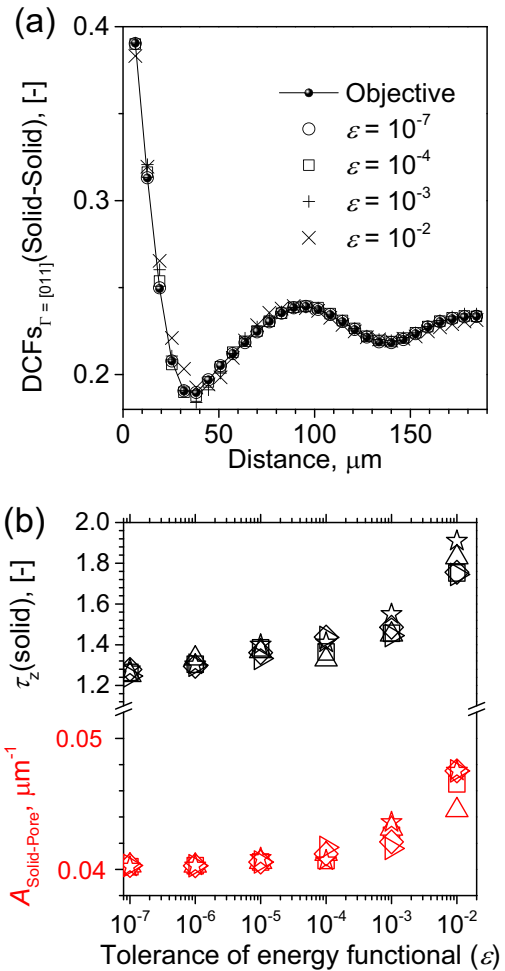 (a)
0.4
0.3
0.2
DCFs_Γ = [011](Solid-Solid), [-]
Objective
ε = 10⁻⁷
ε = 10⁻⁴
ε = 10⁻³
ε = 10⁻²
0 50 100 150
Distance, μm
(b)
2.0
1.8
1.6
1.4
1.2
τ_z(solid), [-]
0.05
0.04
A_Solid-Pore, μm⁻¹
10⁻⁷ 10⁻⁶ 10⁻⁵ 10⁻⁴ 10⁻³ 10⁻²
Tolerance of energy functional (ε)